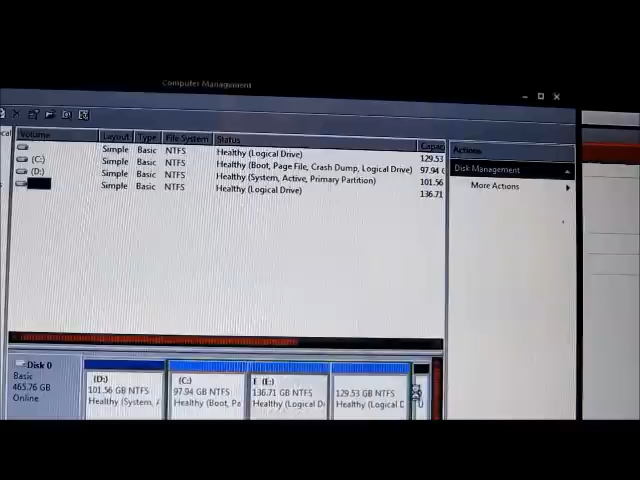 Computer Management
Volume Layout Type File System Status Capac
Simple Basic NTFS Healthy (Logical Drive) 129.53
(C:) Simple Basic NTFS Healthy (Boot, Page File, Crash Dump, Logical Drive) 97.94 G
(D:) Simple Basic NTFS Healthy (System, Active, Primary Partition) 101.56
Simple Basic NTFS Healthy (Logical Drive) 136.71
Actions
Disk Management
More Actions
Disk 0
Basic
465.76 GB
Online
(D:)
101.56 GB NTFS
Healthy (System, A
(C:)
97.94 GB NTFS
Healthy (Boot, Pa
(E:)
136.71 GB NTFS
Healthy (Logical D
129.53 GB NTFS
Healthy (Logical D